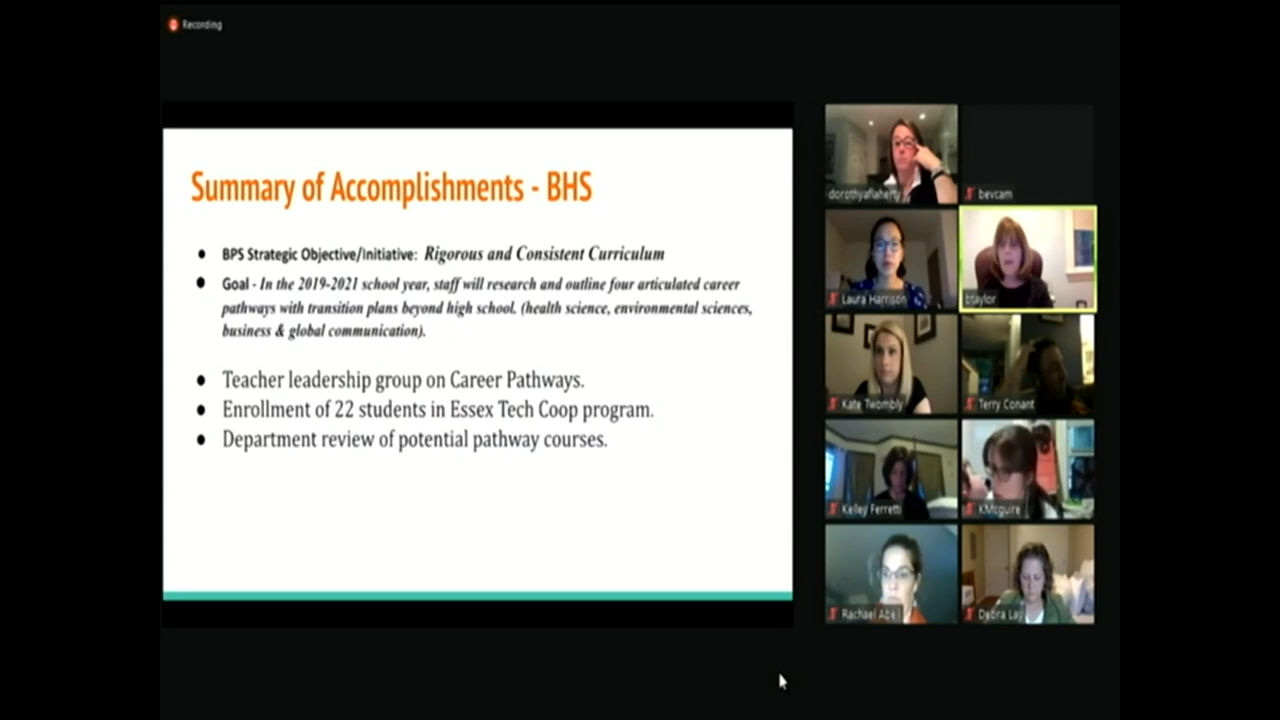 Recording
Summary of Accomplishments - BHS
● BPS Strategic Objective/Initiative: Rigorous and Consistent Curriculum
● Goal - In the 2019-2021 school year, staff will research and outline four articulated career
pathways with transition plans beyond high school. (health science, environmental sciences,
business & global communication).
● Teacher leadership group on Career Pathways.
● Enrollment of 22 students in Essex Tech Coop program.
● Department review of potential pathway courses.
dorothyaflaherty
bevcam
Laura Harrison
btaylor
Kate Twombly
Terry Conant
Kelley Ferretti
KMcguire
Rachael Abell
Debra Lay